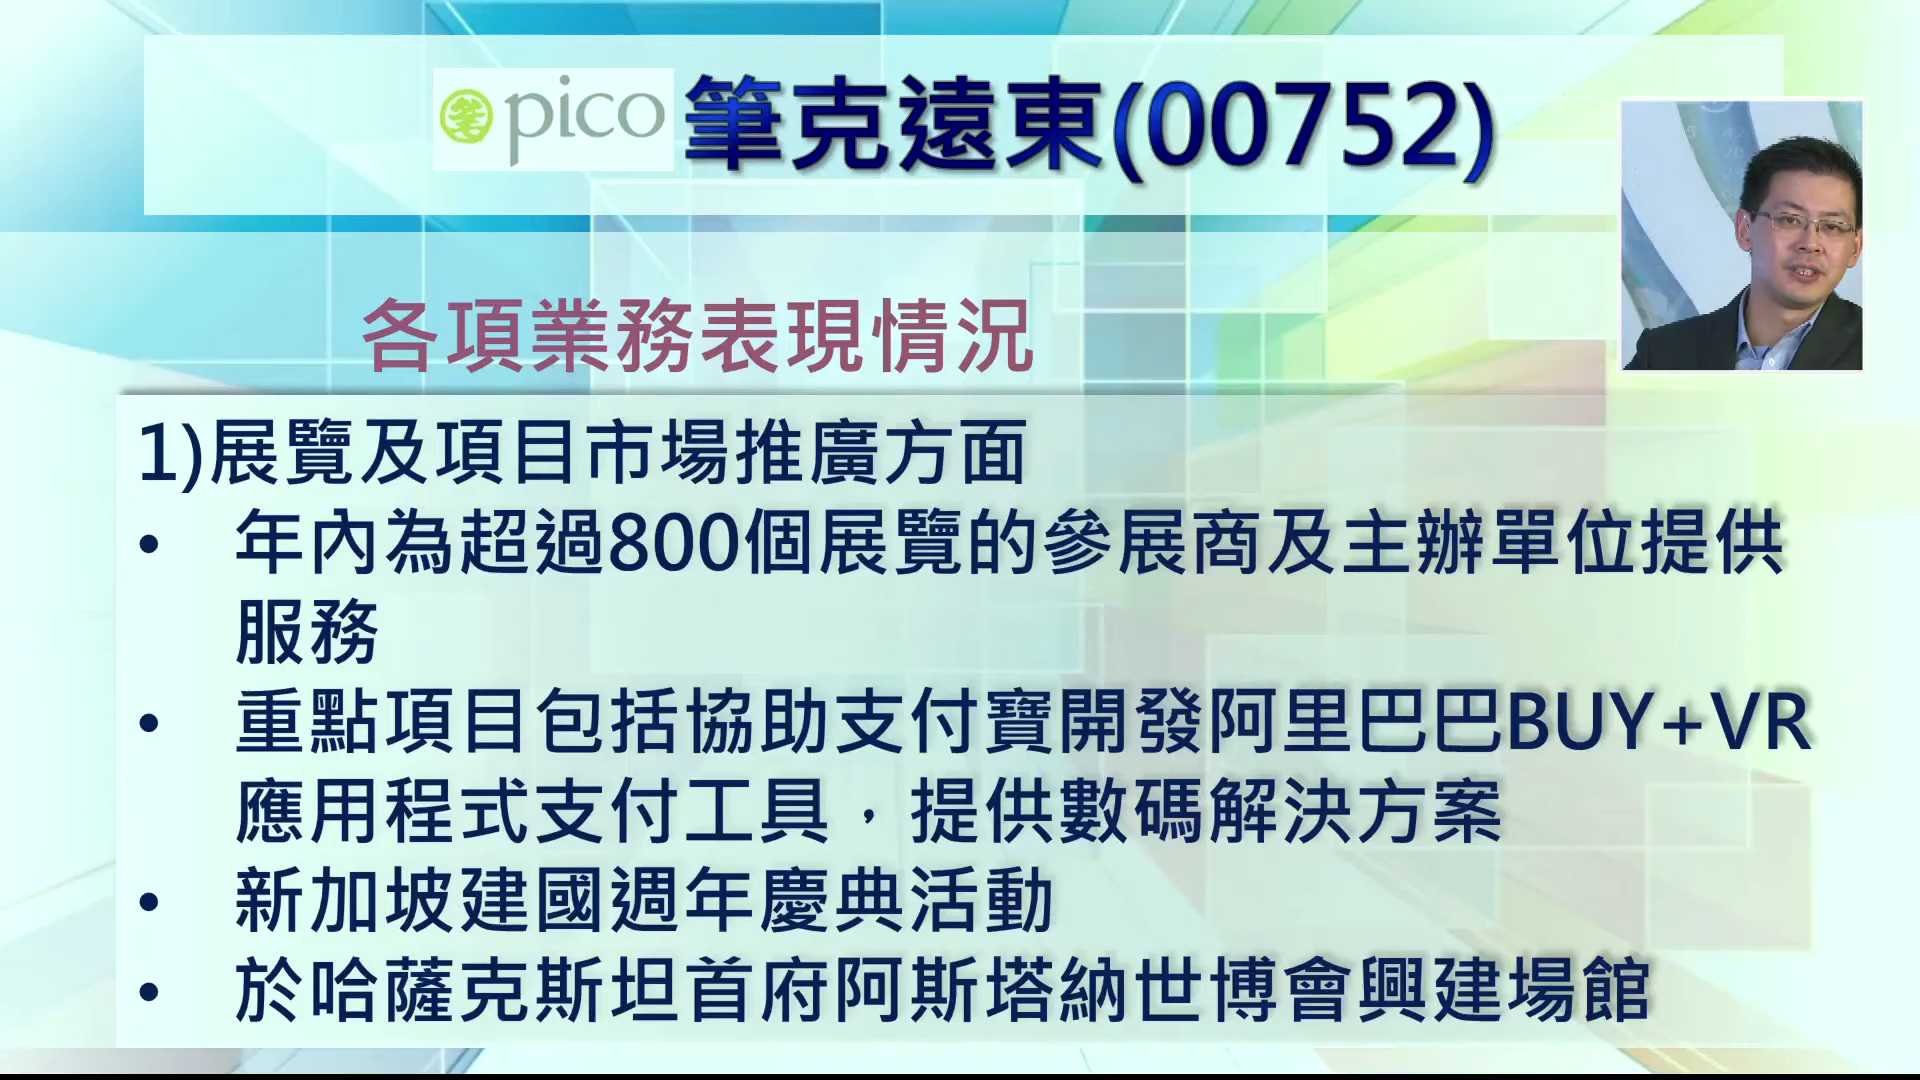 筆 pico 筆克遠東(00752)
各項業務表現情況
1)展覽及項目市場推廣方面
• 年內為超過800個展覽的參展商及主辦單位提供
服務
• 重點項目包括協助支付寶開發阿里巴巴BUY+VR
應用程式支付工具，提供數碼解決方案
• 新加坡建國週年慶典活動
• 於哈薩克斯坦首府阿斯塔納世博會興建場館